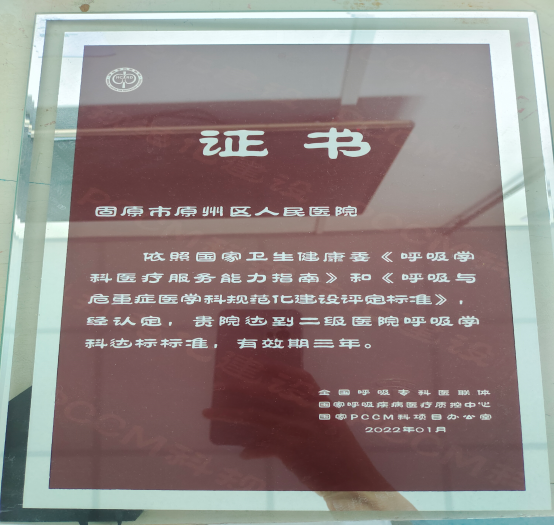 证书
固原市原州区人民医院
依照国家卫生健康委《呼吸学
科医疗服务能力指南》和《呼吸与
危重症医学科规范化建设评定标准》，
经认定，贵院达到二级医院呼吸学
科达标标准，有效期三年。
全国呼吸专科医联体
国家呼吸疾病医疗质控中心
国家PCCM科项目办公室
2022年01月